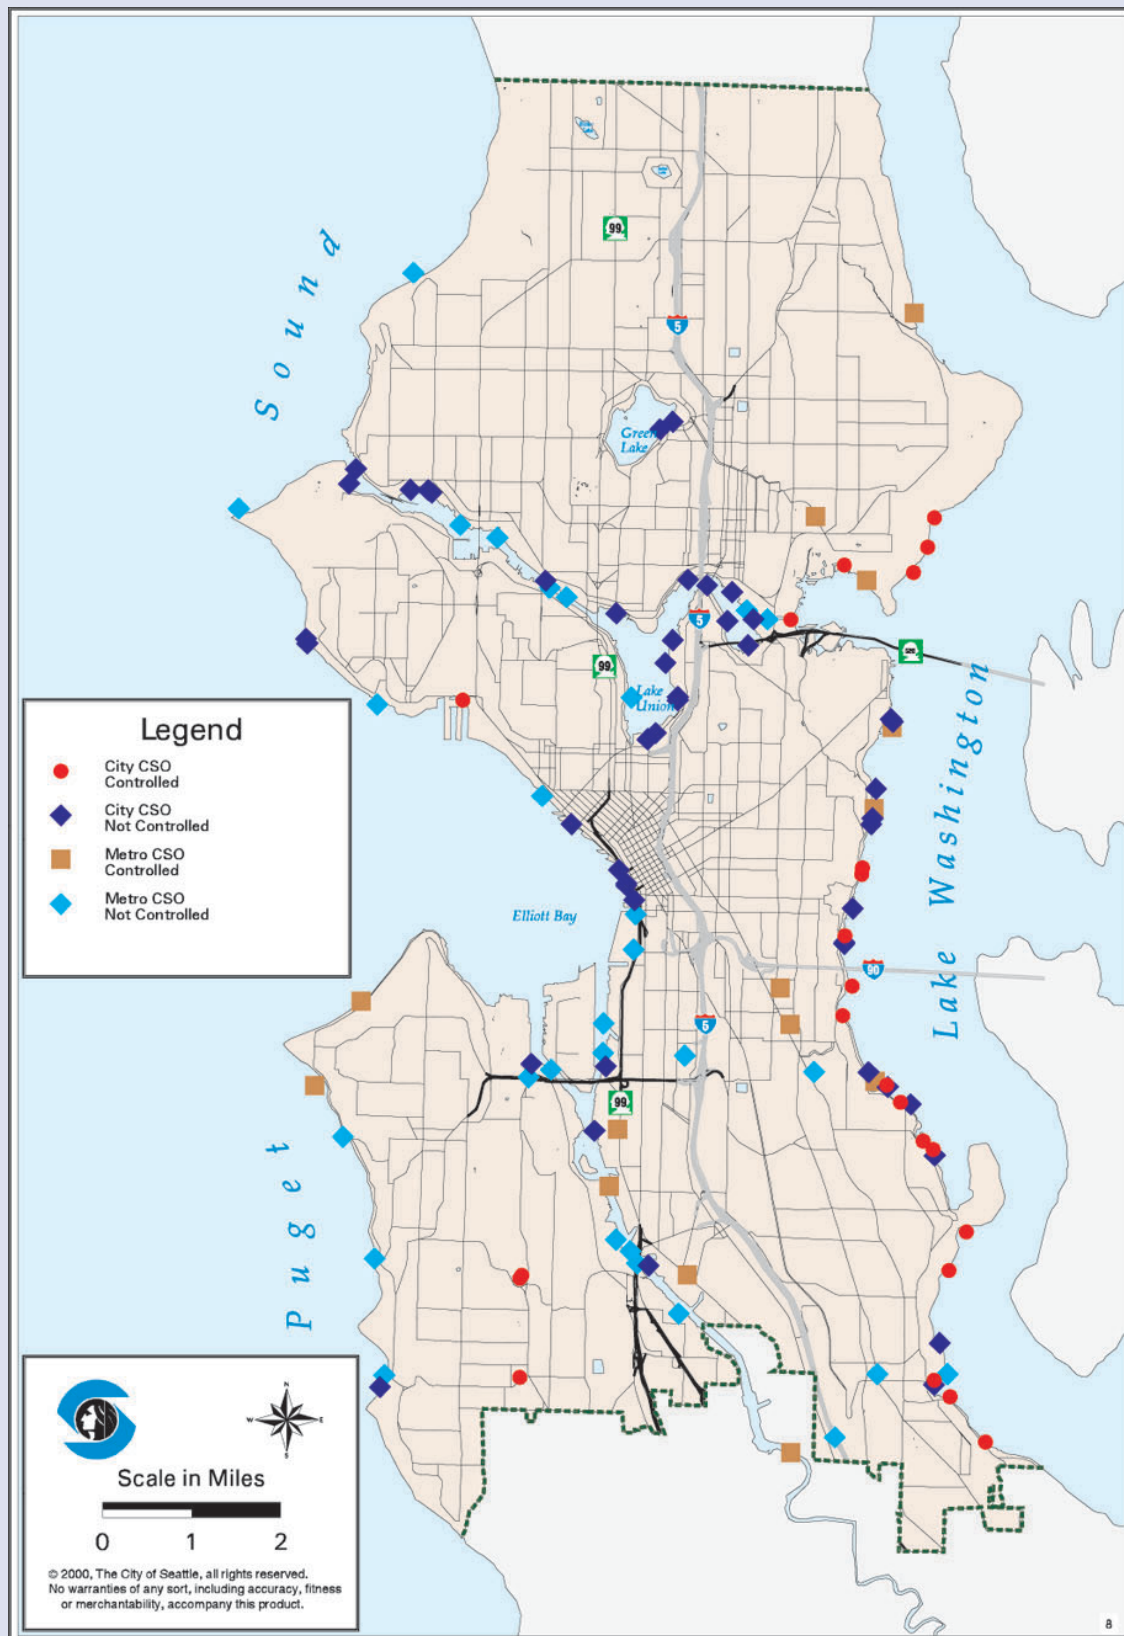 Sound
99
5
Green
Lake
5
99
520
Lake
Union
Lake Washington
Elliott Bay
90
5
99
Puget
Legend
City CSO
Controlled
City CSO
Not Controlled
Metro CSO
Controlled
Metro CSO
Not Controlled
N
W
E
S
Scale in Miles
0 1 2
© 2000, The City of Seattle, all rights reserved.
No warranties of any sort, including accuracy, fitness
or merchantability, accompany this product.
8